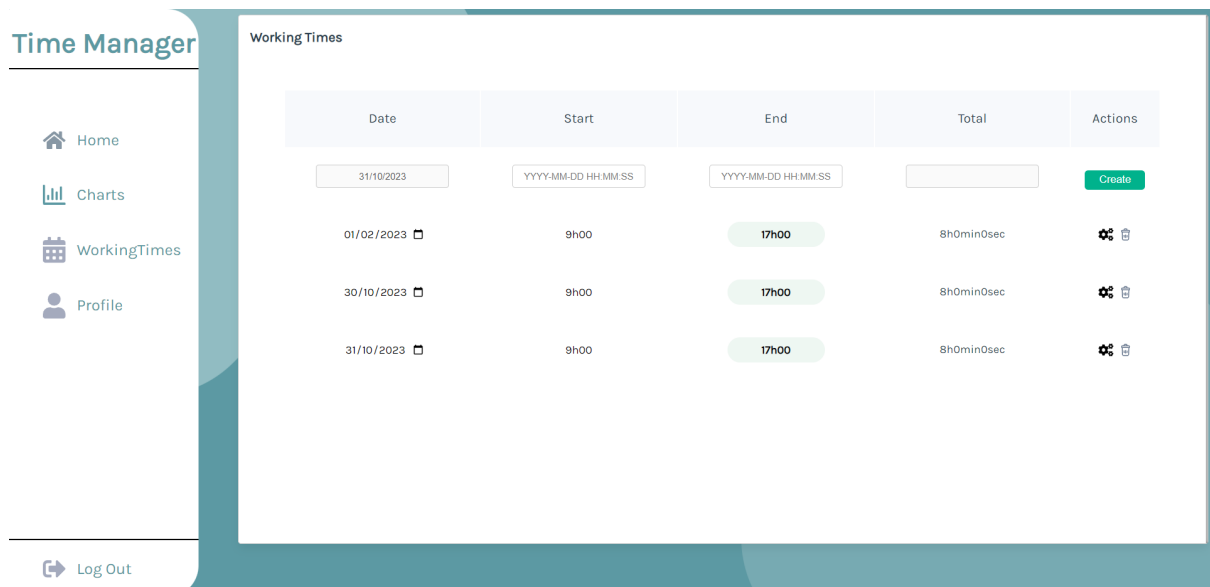 Time Manager
Home
Charts
WorkingTimes
Profile
Log Out
Working Times
Date Start End Total Actions
31/10/2023 YYYY-MM-DD HH:MM:SS YYYY-MM-DD HH:MM:SS Create
01/02/2023 9h00 17h00 8h0min0sec
30/10/2023 9h00 17h00 8h0min0sec
31/10/2023 9h00 17h00 8h0min0sec